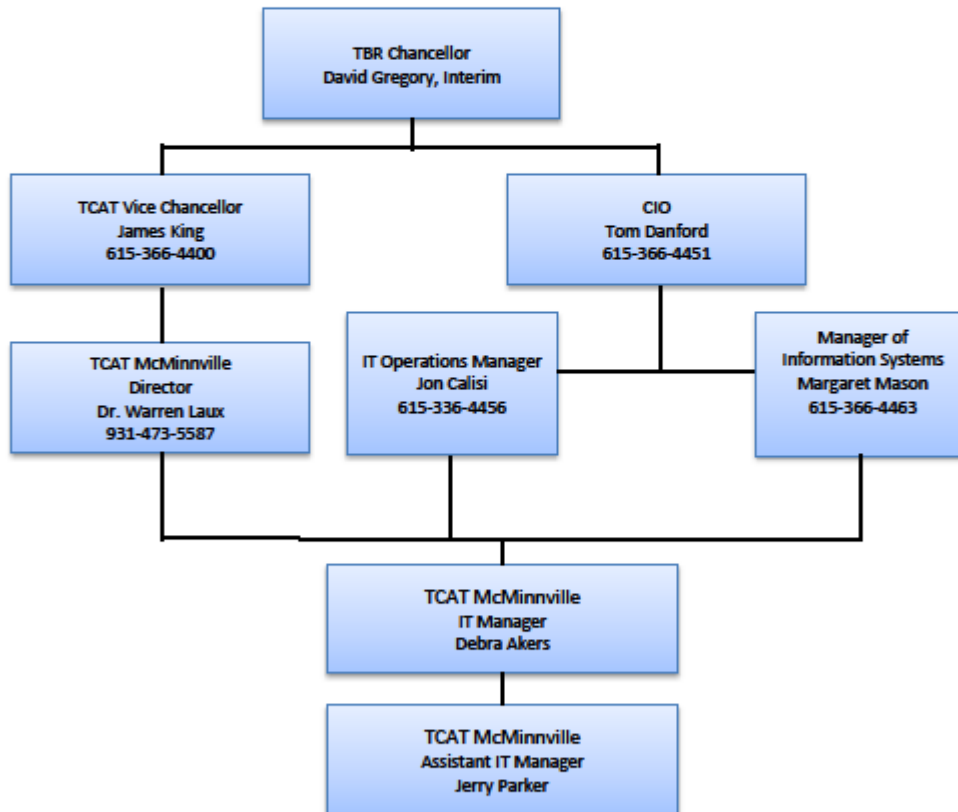 TBR Chancellor
David Gregory, Interim
TCAT Vice Chancellor
James King
615-366-4400
CIO
Tom Danford
615-366-4451
TCAT McMinnville
Director
Dr. Warren Laux
931-473-5587
IT Operations Manager
Jon Calisi
615-336-4456
Manager of
Information Systems
Margaret Mason
615-366-4463
TCAT McMinnville
IT Manager
Debra Akers
TCAT McMinnville
Assistant IT Manager
Jerry Parker